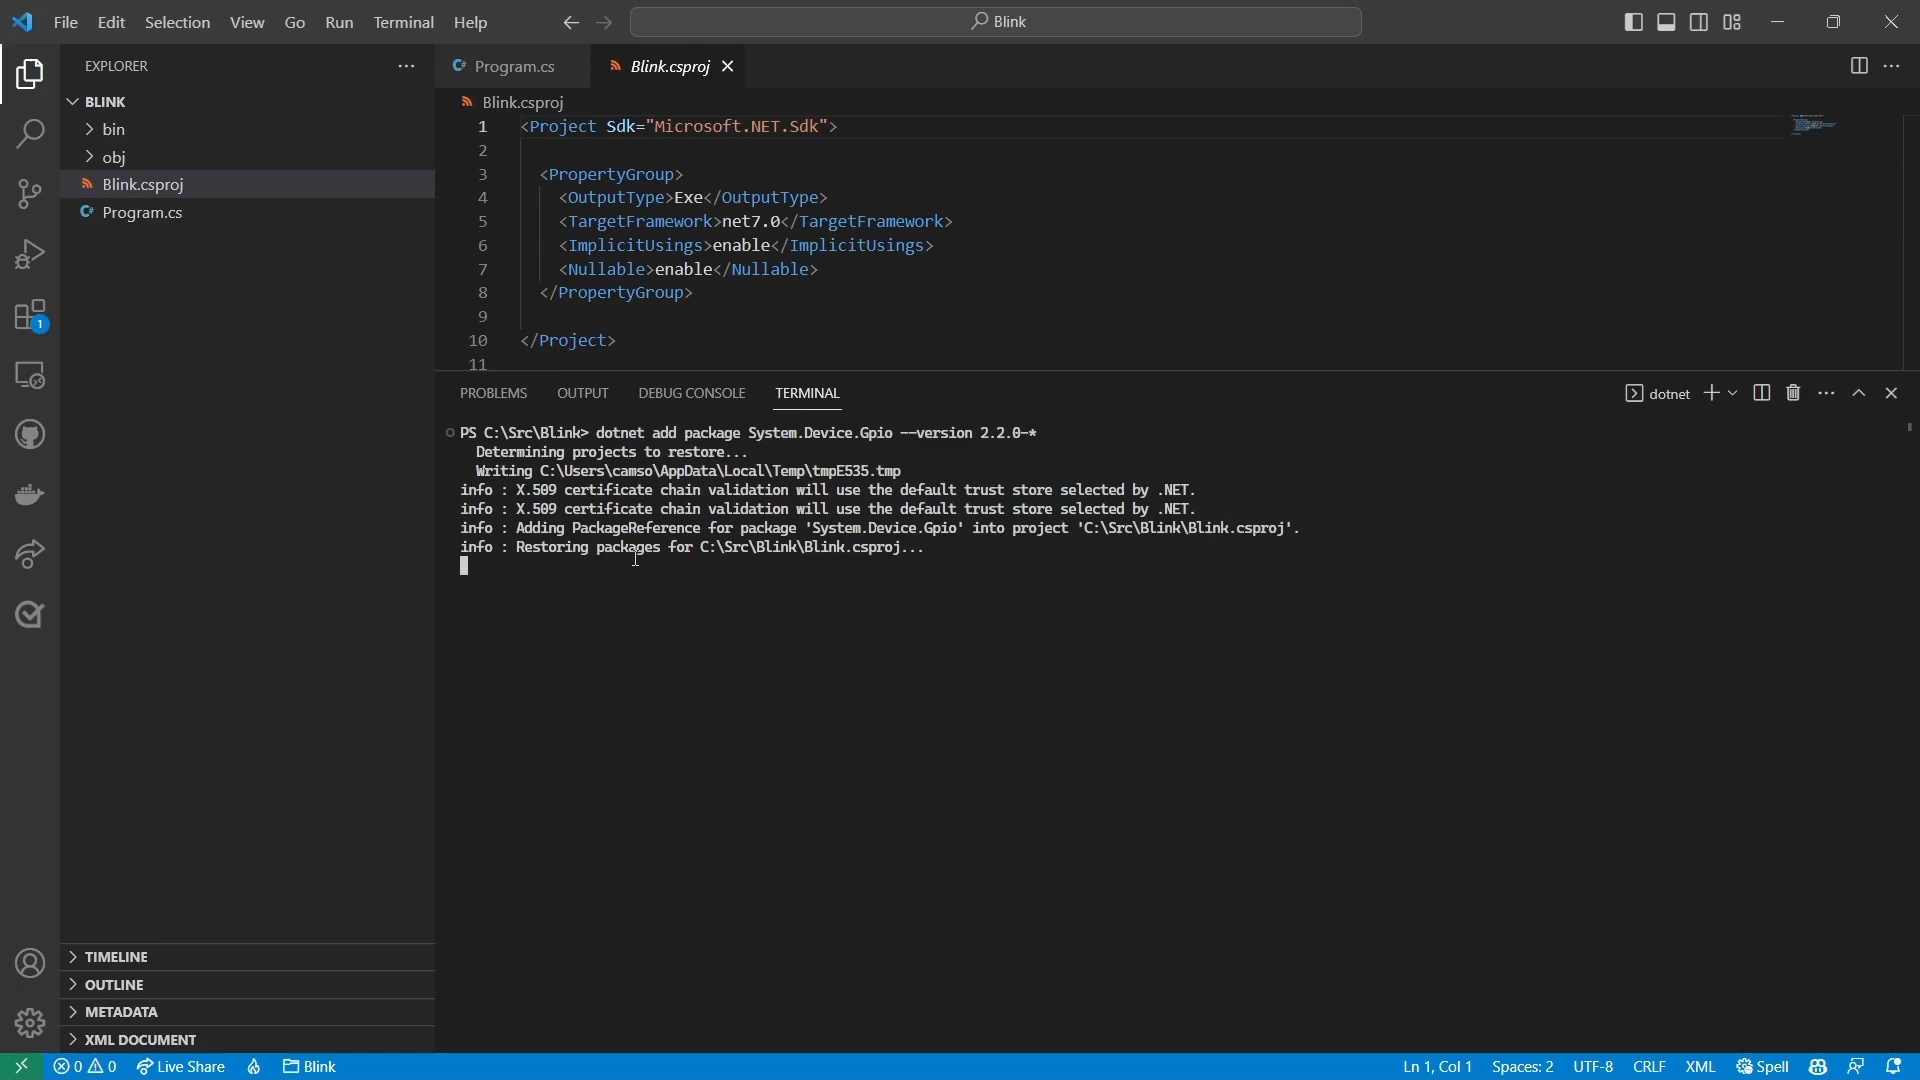 File Edit Selection View Go Run Terminal Help
Blink
EXPLORER
BLINK
bin
obj
Blink.csproj
Program.cs
1
TIMELINE
OUTLINE
METADATA
XML DOCUMENT
Program.cs
Blink.csproj
Blink.csproj
1 <Project Sdk="Microsoft.NET.Sdk">
2
3 <PropertyGroup>
4 <OutputType>Exe</OutputType>
5 <TargetFramework>net7.0</TargetFramework>
6 <ImplicitUsings>enable</ImplicitUsings>
7 <Nullable>enable</Nullable>
8 </PropertyGroup>
9
10 </Project>
11
PROBLEMS OUTPUT DEBUG CONSOLE TERMINAL
dotnet
PS C:\Src\Blink> dotnet add package System.Device.Gpio --version 2.2.0-*
Determining projects to restore...
Writing C:\Users\camso\AppData\Local\Temp\tmpE535.tmp
info : X.509 certificate chain validation will use the default trust store selected by .NET.
info : X.509 certificate chain validation will use the default trust store selected by .NET.
info : Adding PackageReference for package 'System.Device.Gpio' into project 'C:\Src\Blink\Blink.csproj'.
info : Restoring packages for C:\Src\Blink\Blink.csproj...
0 0 Live Share Blink
Ln 1, Col 1 Spaces: 2 UTF-8 CRLF XML Spell